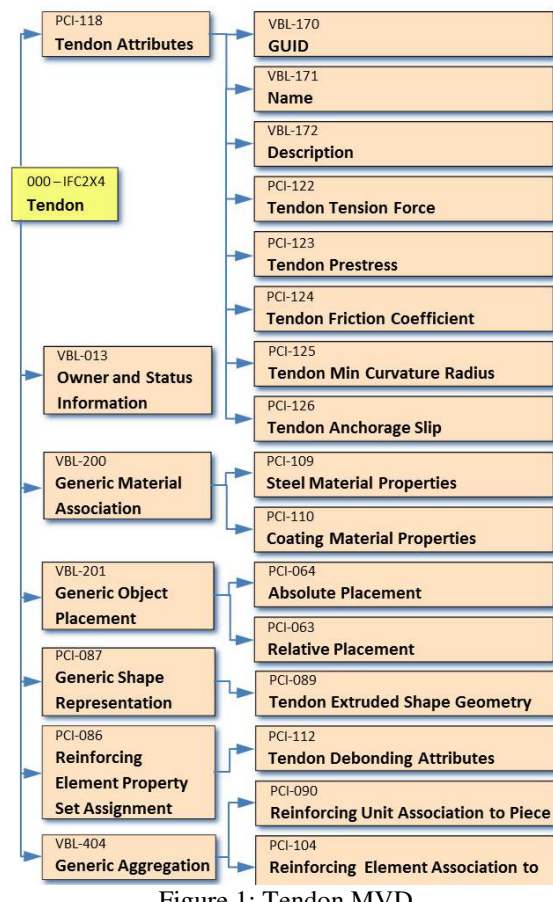 PCI-118
Tendon Attributes
VBL-170
GUID
VBL-171
Name
VBL-172
Description
000 – IFC2X4
Tendon
PCI-122
Tendon Tension Force
PCI-123
Tendon Prestress
PCI-124
Tendon Friction Coefficient
VBL-013
Owner and Status
Information
PCI-125
Tendon Min Curvature Radius
PCI-126
Tendon Anchorage Slip
VBL-200
Generic Material
Association
PCI-109
Steel Material Properties
PCI-110
Coating Material Properties
VBL-201
Generic Object
Placement
PCI-064
Absolute Placement
PCI-063
Relative Placement
PCI-087
Generic Shape
Representation
PCI-089
Tendon Extruded Shape Geometry
PCI-086
Reinforcing
Element Property
Set Assignment
PCI-112
Tendon Debonding Attributes
VBL-404
Generic Aggregation
PCI-090
Reinforcing Unit Association to Piece
PCI-104
Reinforcing Element Association to
Figure 1: Tendon MVD